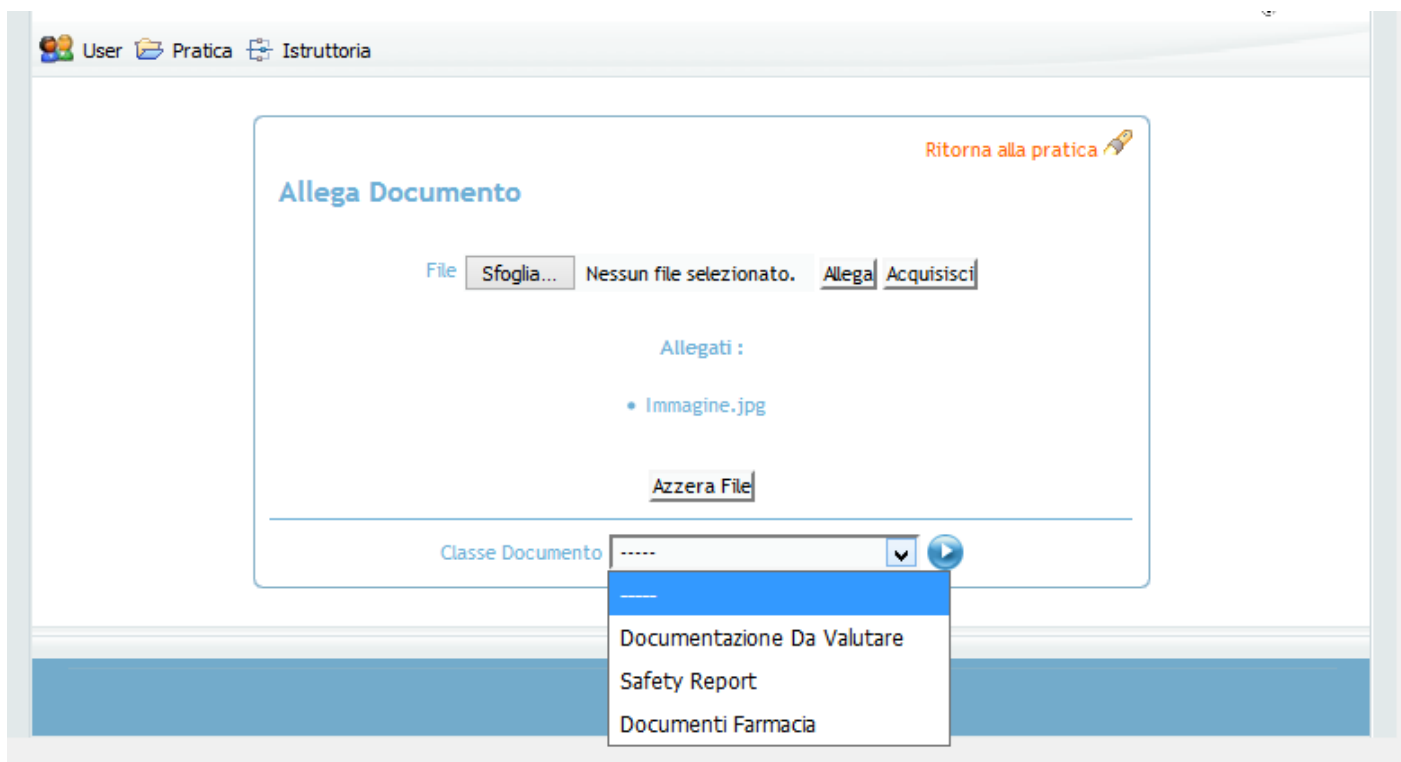 User Pratica Istruttoria
Ritorna alla pratica
Allega Documento
File Sfoglia... Nessun file selezionato. Allega Acquisisci
Allegati :
• Immagine.jpg
Azzera File
Classe Documento -----
-----
Documentazione Da Valutare
Safety Report
Documenti Farmacia